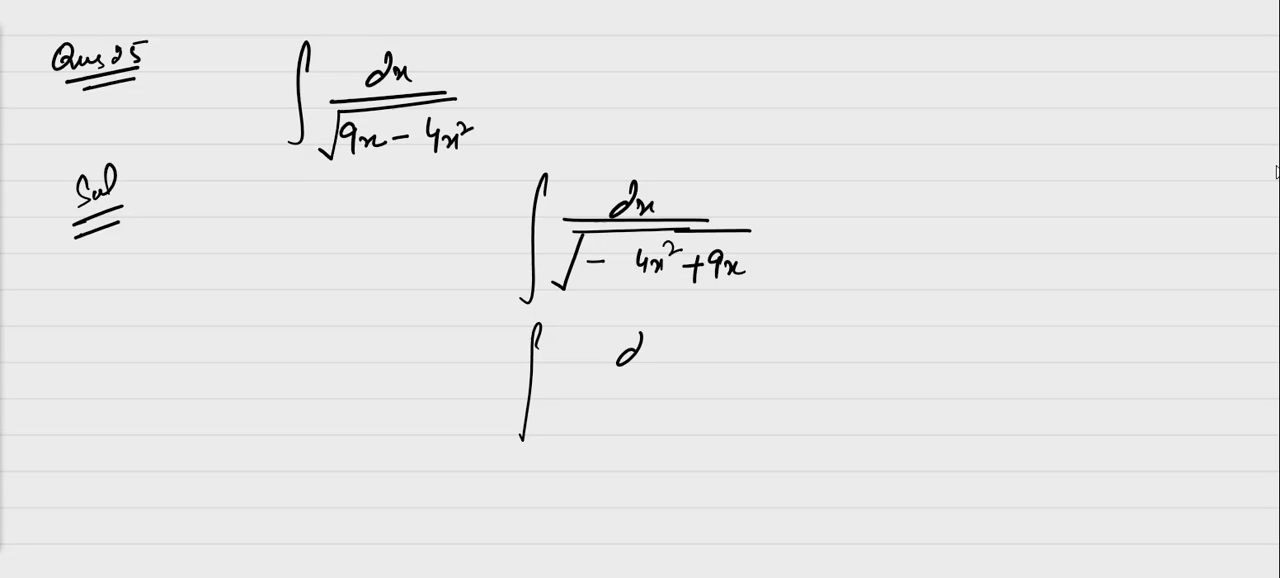 Qus 25 ∫ dx / √(9x - 4x²)
Sol
∫ dx / √(- 4x² + 9x)
∫ d